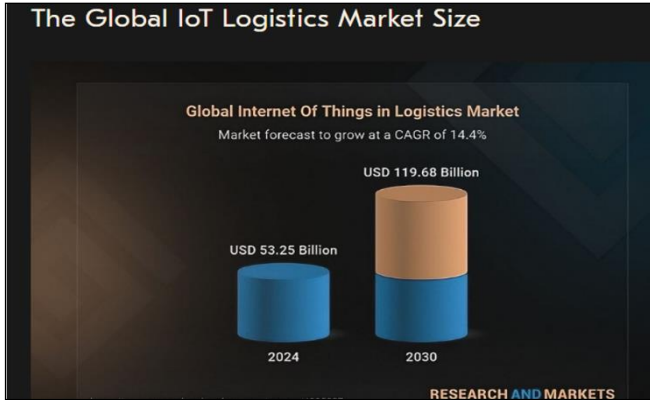 The Global IoT Logistics Market Size
Global Internet Of Things in Logistics Market
Market forecast to grow at a CAGR of 14.4%
USD 119.68 Billion
USD 53.25 Billion
2024
2030
RESEARCH AND MARKETS